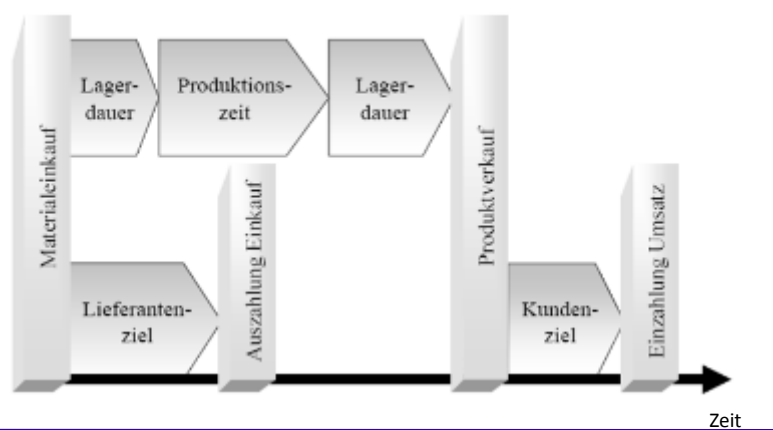 Materialeinkauf
Lager-
dauer
Produktions-
zeit
Lager-
dauer
Produktverkauf
Lieferanten-
ziel
Auszahlung Einkauf
Kunden-
ziel
Einzahlung Umsatz
Zeit